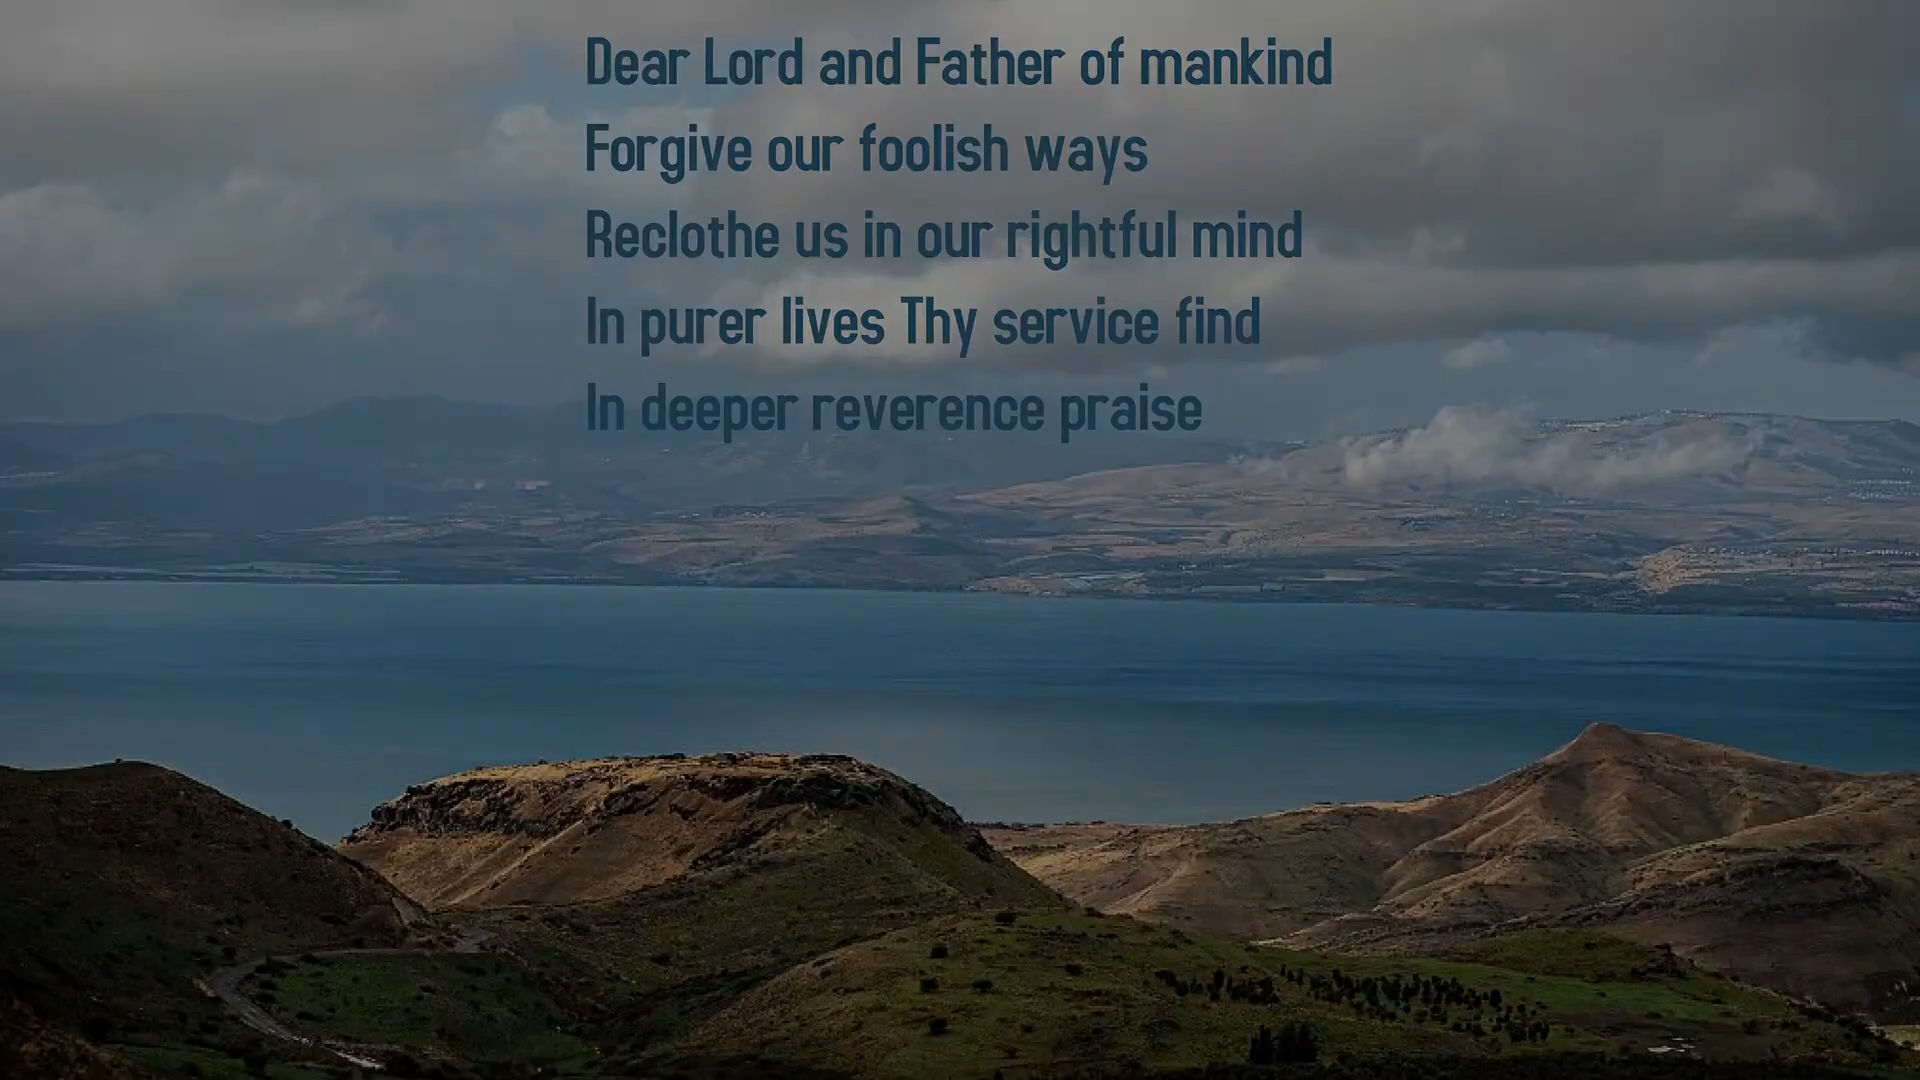 Dear Lord and Father of mankind
Forgive our foolish ways
Reclothe us in our rightful mind
In purer lives Thy service find
In deeper reverence praise